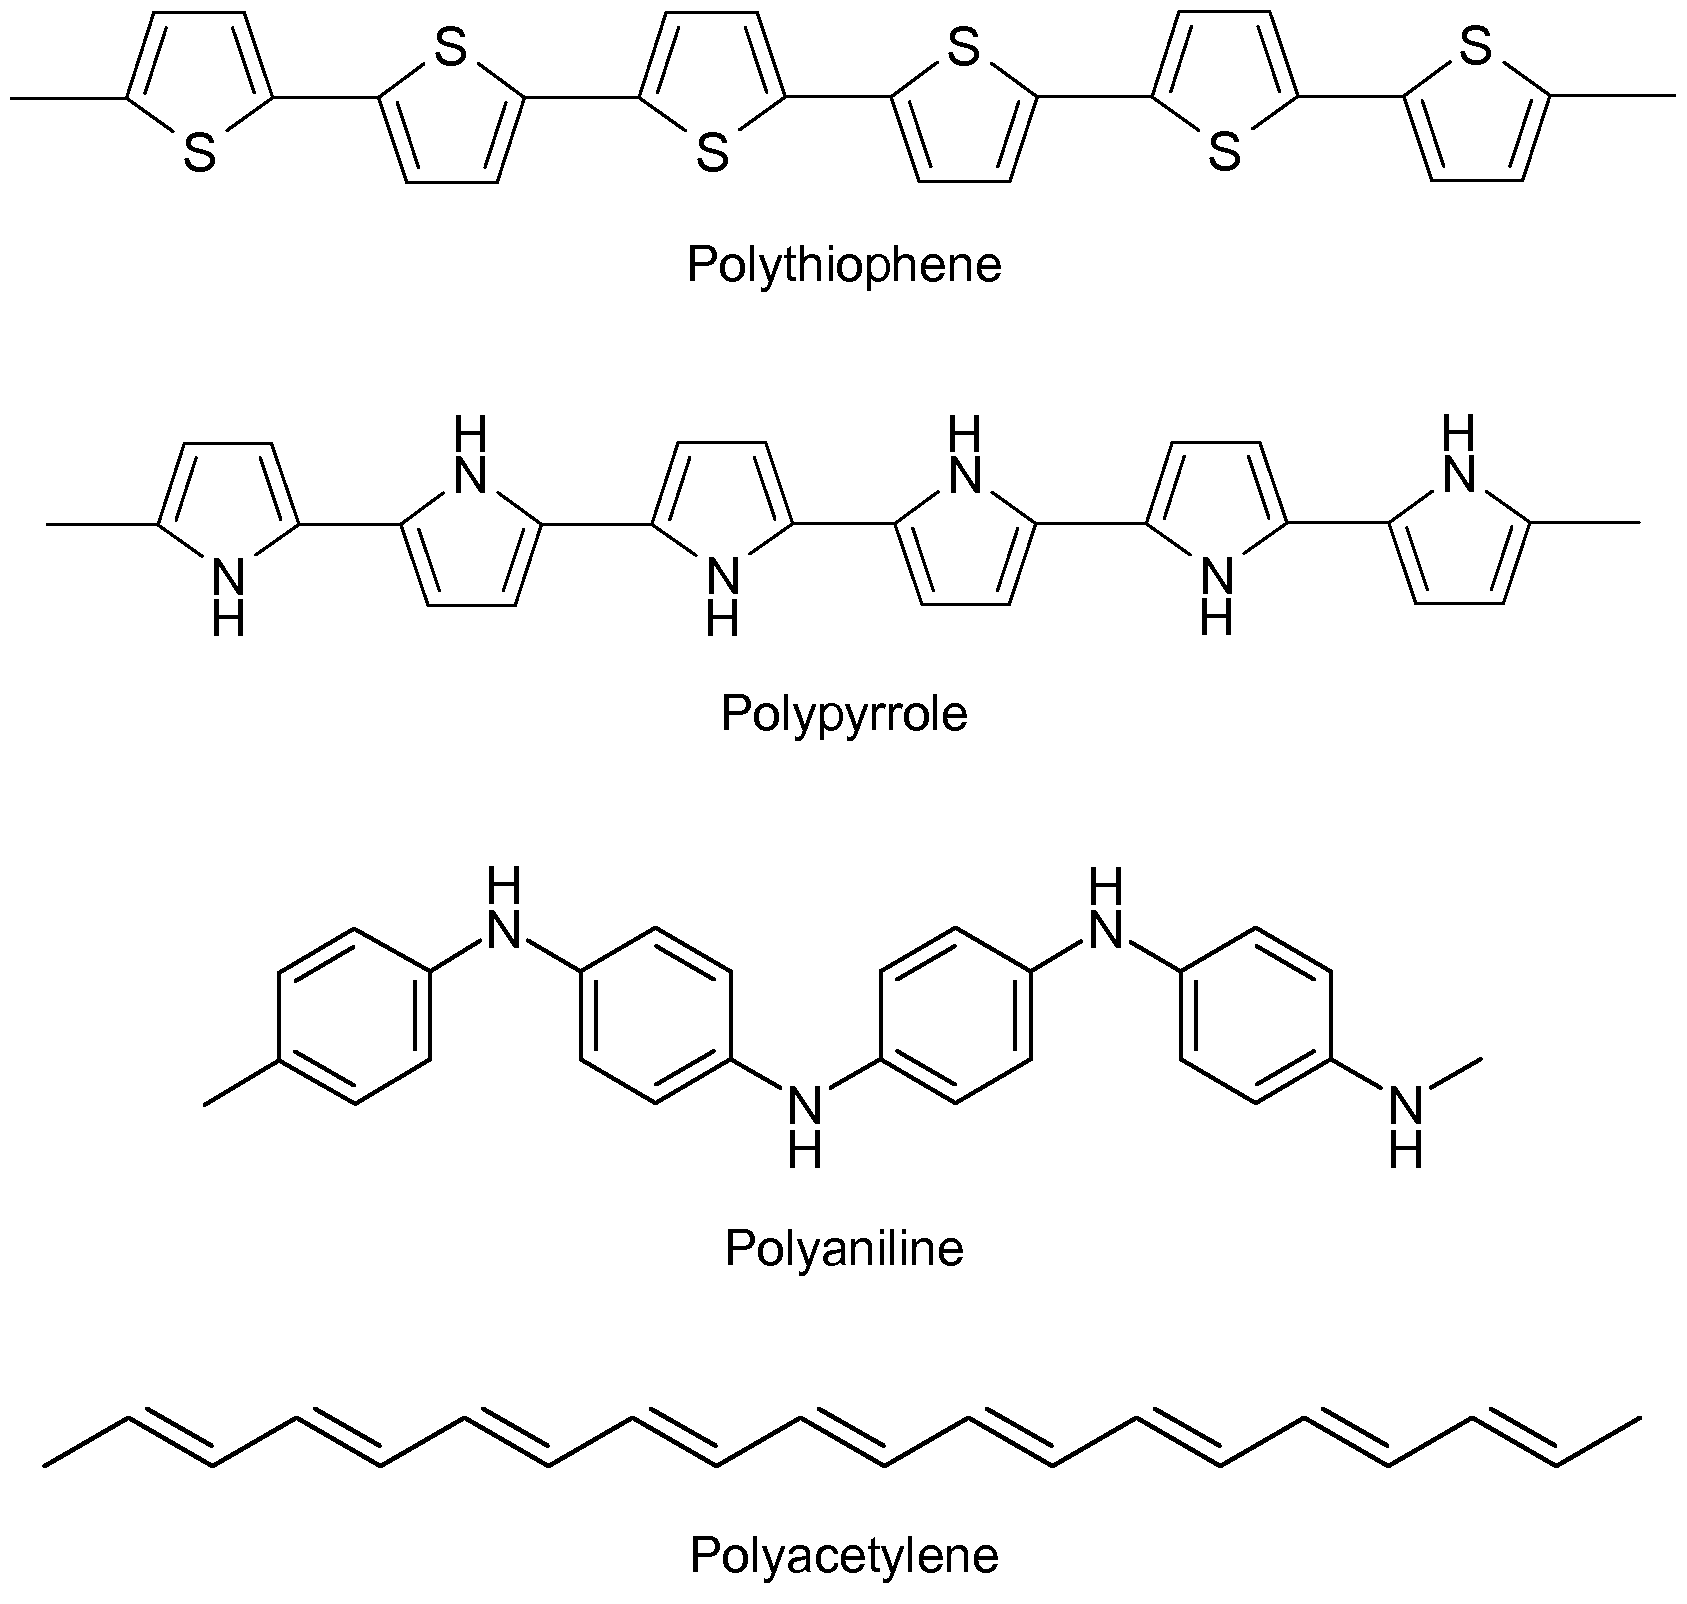 S S S
S S S
Polythiophene
H H H
N N N
N N N
H H H
Polypyrrole
H H
N N
N N
H H
Polyaniline
Polyacetylene